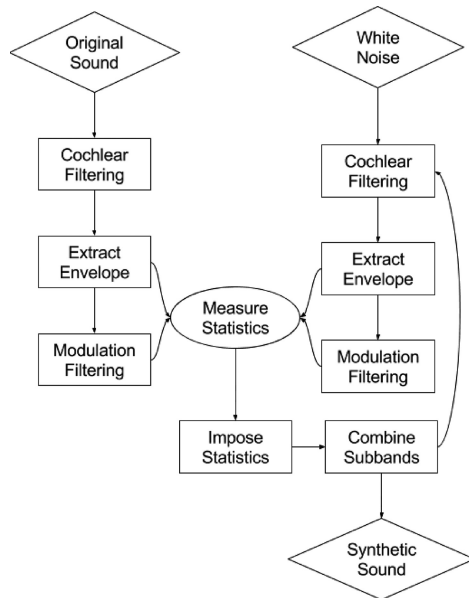 Original
Sound
White
Noise
Cochlear
Filtering
Cochlear
Filtering
Extract
Envelope
Extract
Envelope
Measure
Statistics
Modulation
Filtering
Modulation
Filtering
Impose
Statistics
Combine
Subbands
Synthetic
Sound